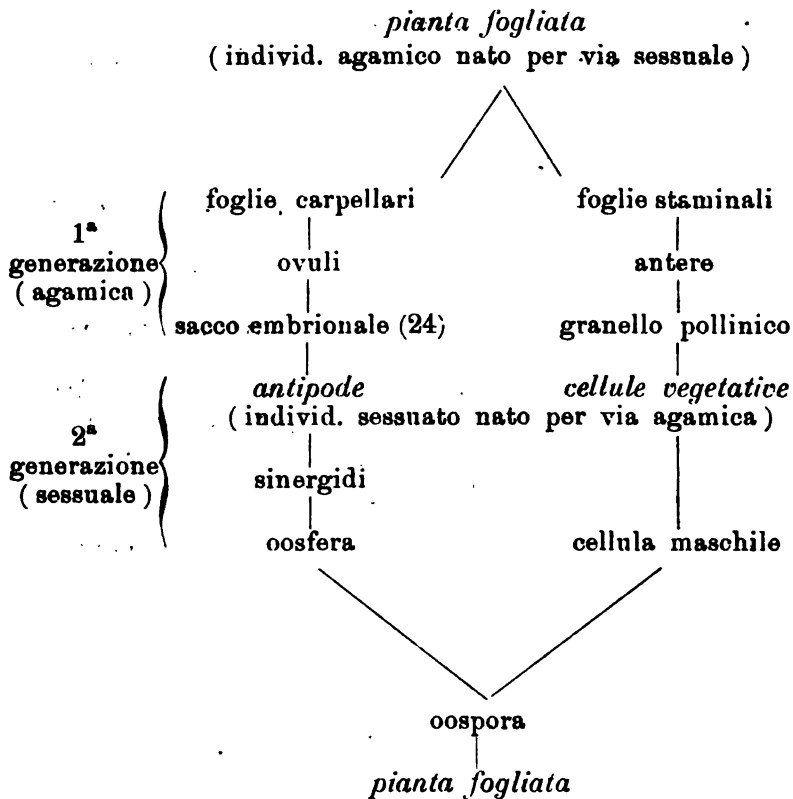 pianta fogliata
(individ. agamico nato per via sessuale)
foglie carpellari foglie staminali
1ª
generazione
(agamica)
ovuli antere
sacco embrionale (24) granello pollinico
antipode cellule vegetative
(individ. sessuato nato per via agamica)
2ª
generazione
(sessuale)
sinergidi
oosfera cellula maschile
oospora
pianta fogliata